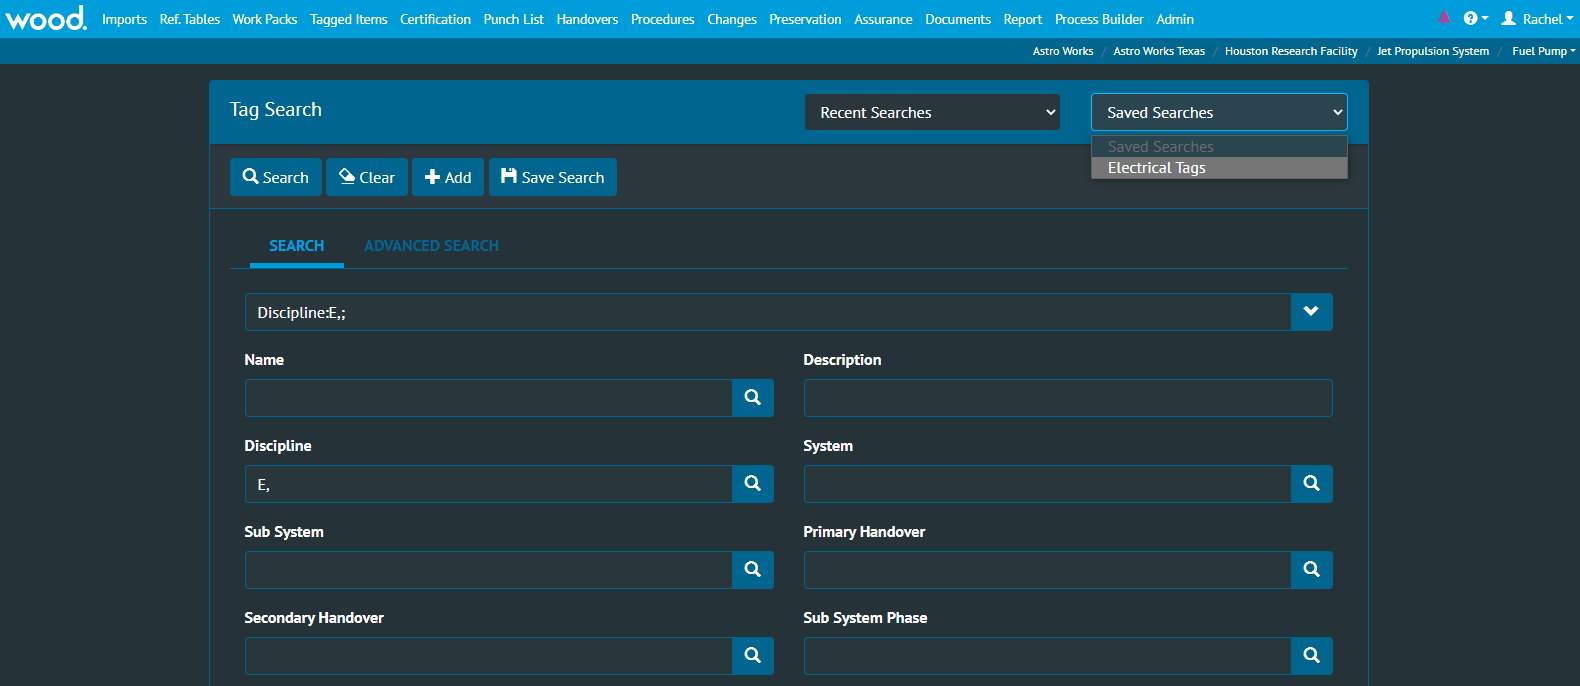 wood. Imports Ref. Tables Work Packs Tagged Items Certification Punch List Handovers Procedures Changes Preservation Assurance Documents Report Process Builder Admin ? Rachel
Astro Works / Astro Works Texas / Houston Research Facility / Jet Propulsion System / Fuel Pump
Tag Search Recent Searches Saved Searches
Saved Searches
Electrical Tags
Search Clear Add Save Search
SEARCH ADVANCED SEARCH
Discipline:E,;
Name Description
Discipline System
E,
Sub System Primary Handover
Secondary Handover Sub System Phase